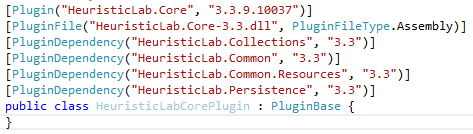 [Plugin("HeuristicLab.Core", "3.3.9.10037")]
[PluginFile("HeuristicLab.Core-3.3.dll", PluginFileType.Assembly)]
[PluginDependency("HeuristicLab.Collections", "3.3")]
[PluginDependency("HeuristicLab.Common", "3.3")]
[PluginDependency("HeuristicLab.Common.Resources", "3.3")]
[PluginDependency("HeuristicLab.Persistence", "3.3")]
public class HeuristicLabCorePlugin : PluginBase {
}